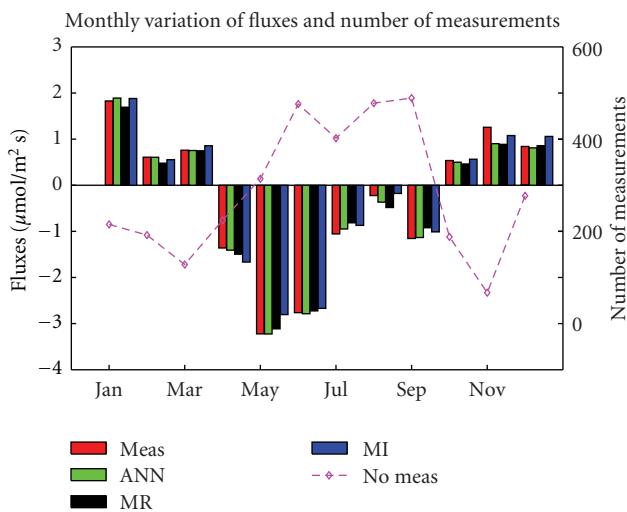 Monthly variation of fluxes and number of measurements
3
2
1
0
−1
−2
−3
−4
Fluxes (μmol/m² s)
600
400
200
0
Number of measurements
Jan Mar May Jul Sep Nov
Meas
ANN
MR
MI
No meas